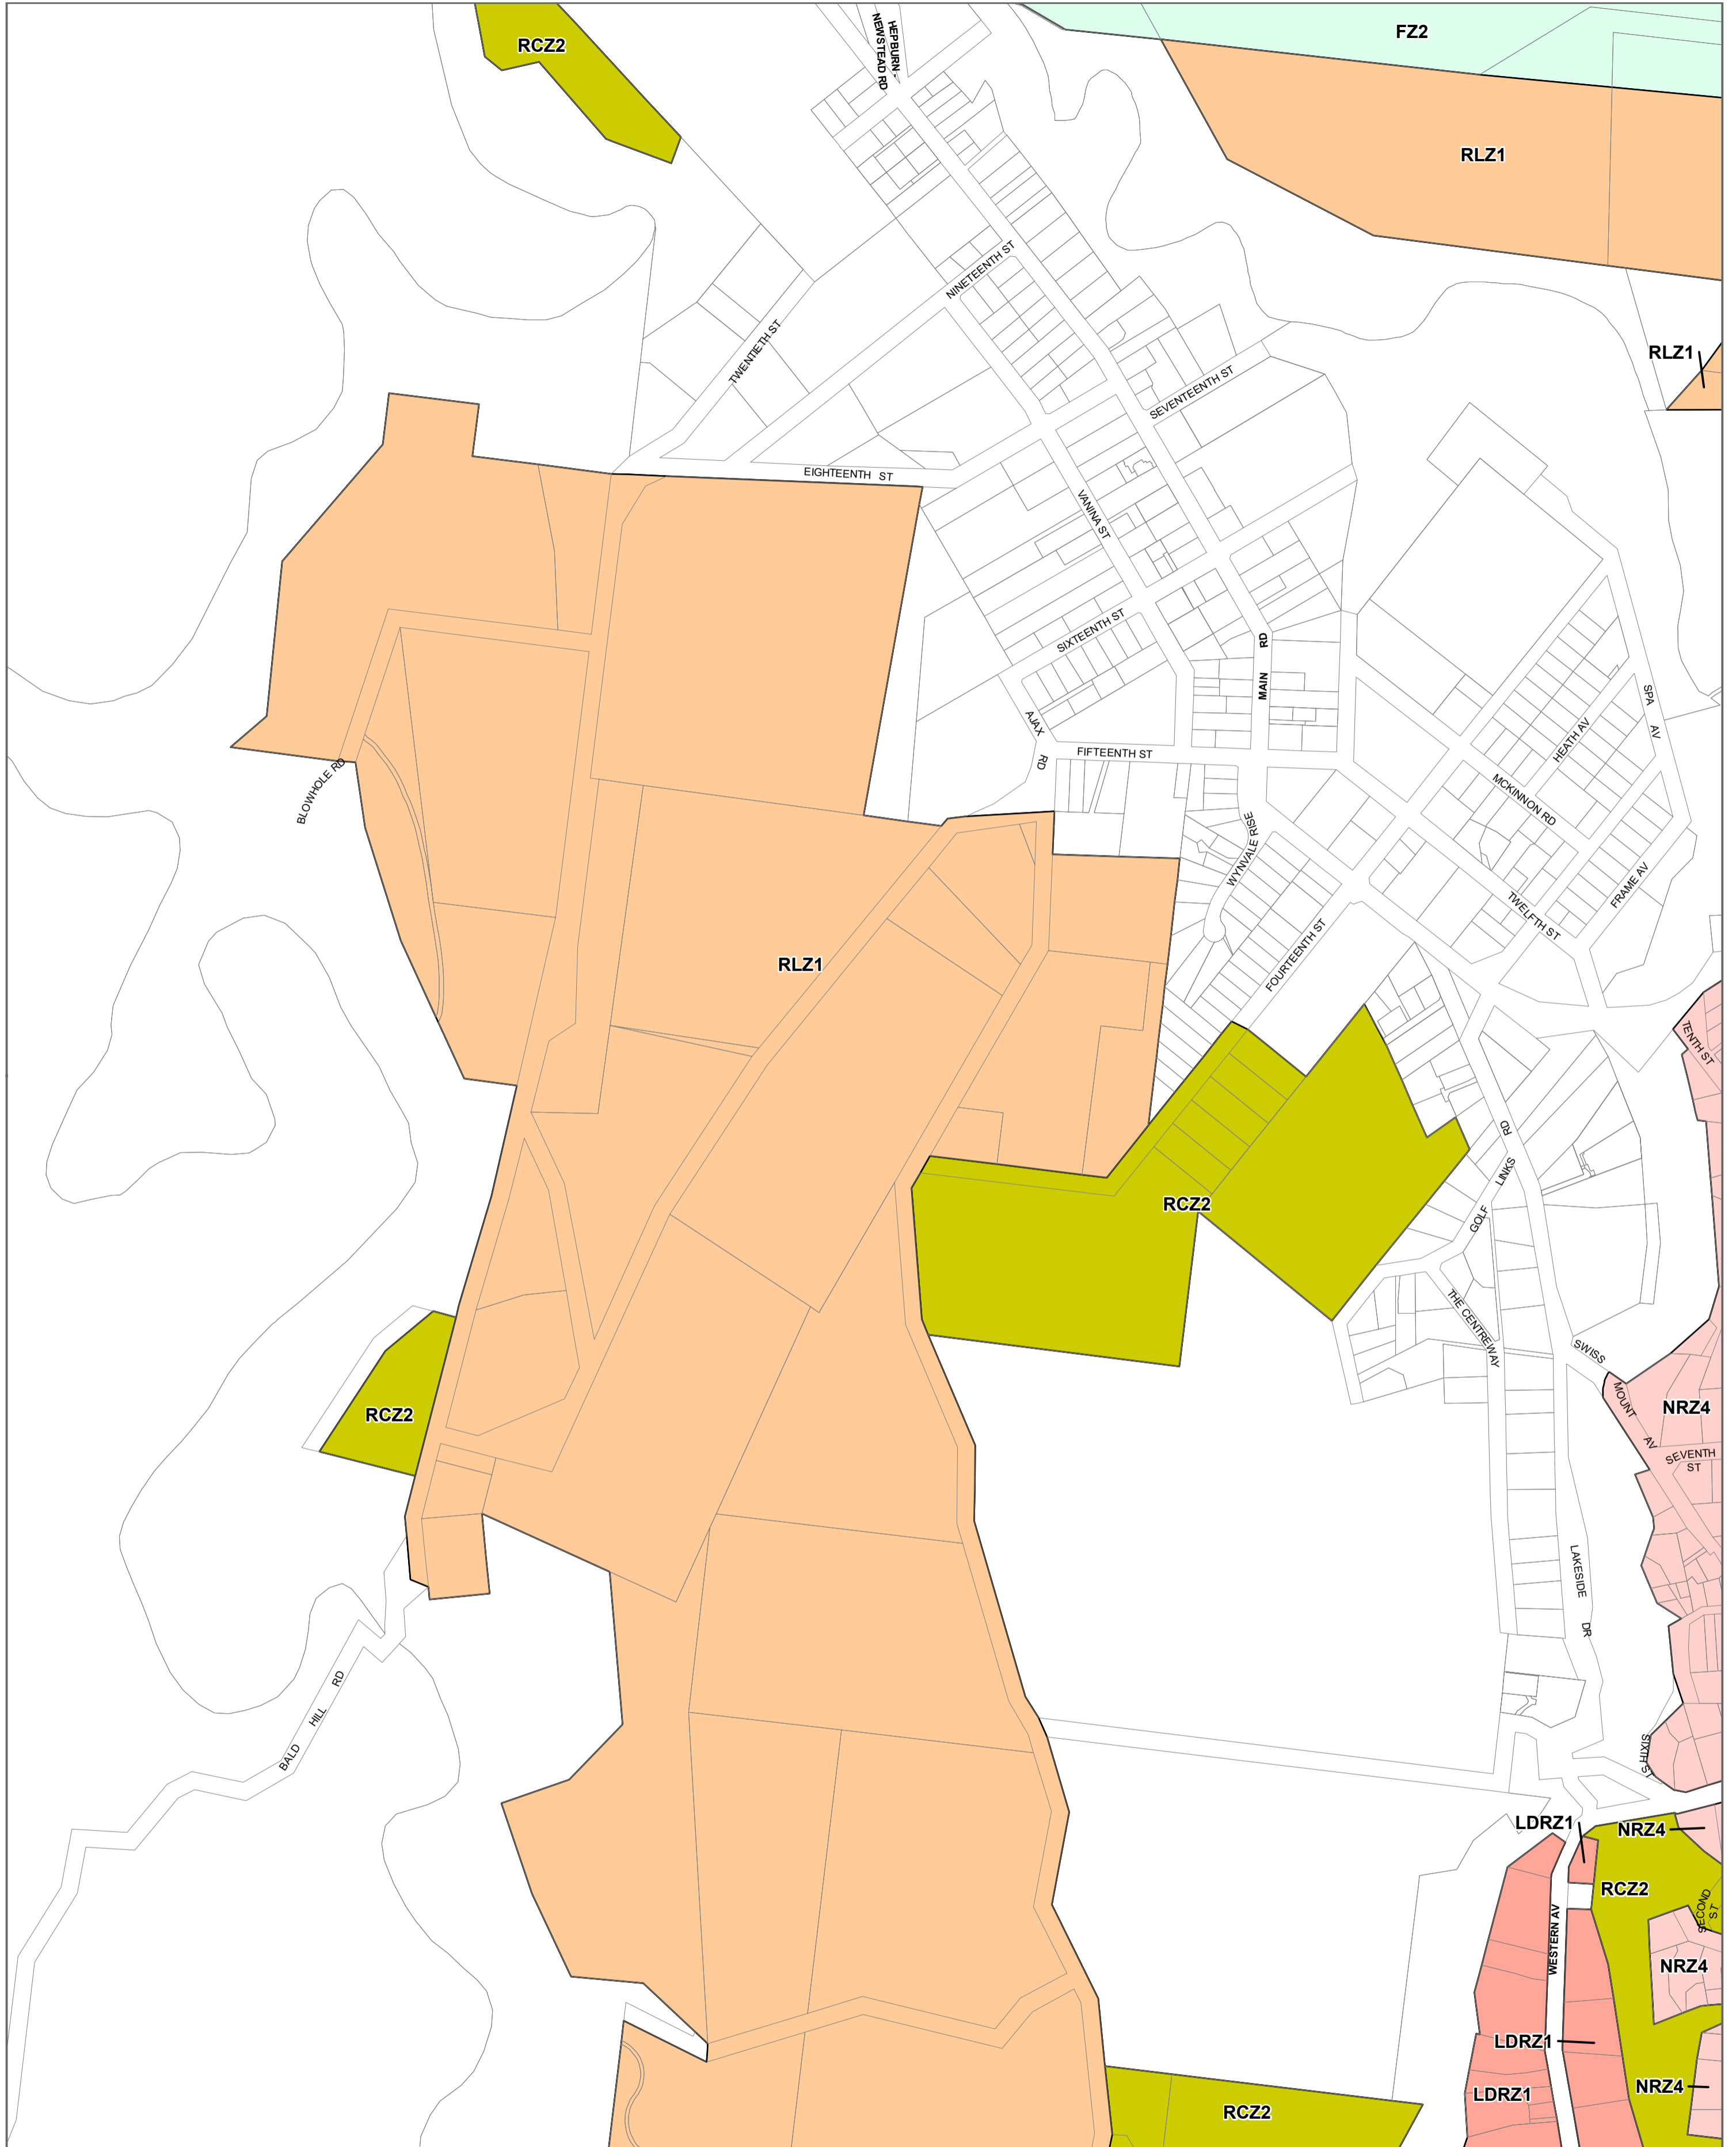 FZ2
RCZ2
HEPBURN -
NEWSTEAD RD
RLZ1
NINETEENTH ST
TWENTIETH ST
RLZ1
SEVENTEENTH ST
EIGHTEENTH ST
VANINA ST
SIXTEENTH ST
MAIN RD
SPA AV
AJAX RD
FIFTEENTH ST
HEATH AV
BLOWHOLE RD
MCKINNON RD
WYNVALE RISE
FRAME AV
TWELFTH ST
FOURTEENTH ST
RLZ1
TENTH ST
GOLF LINKS RD
RCZ2
THE CENTREWAY
SWISS
MOUNT AV
NRZ4
RCZ2
SEVENTH
ST
LAKESIDE DR
BALD HILL RD
SIXTH ST
LDRZ1
NRZ4
RCZ2
SECOND
ST
WESTERN AV
NRZ4
LDRZ1
NRZ4
LDRZ1
RCZ2